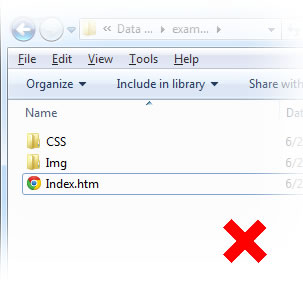 « Data ... ▸ exam... ▸
File Edit View Tools Help
Organize ▾ Include in library ▾ Share with
Name Dat
CSS 6/2
Img 6/2
Index.htm 6/2